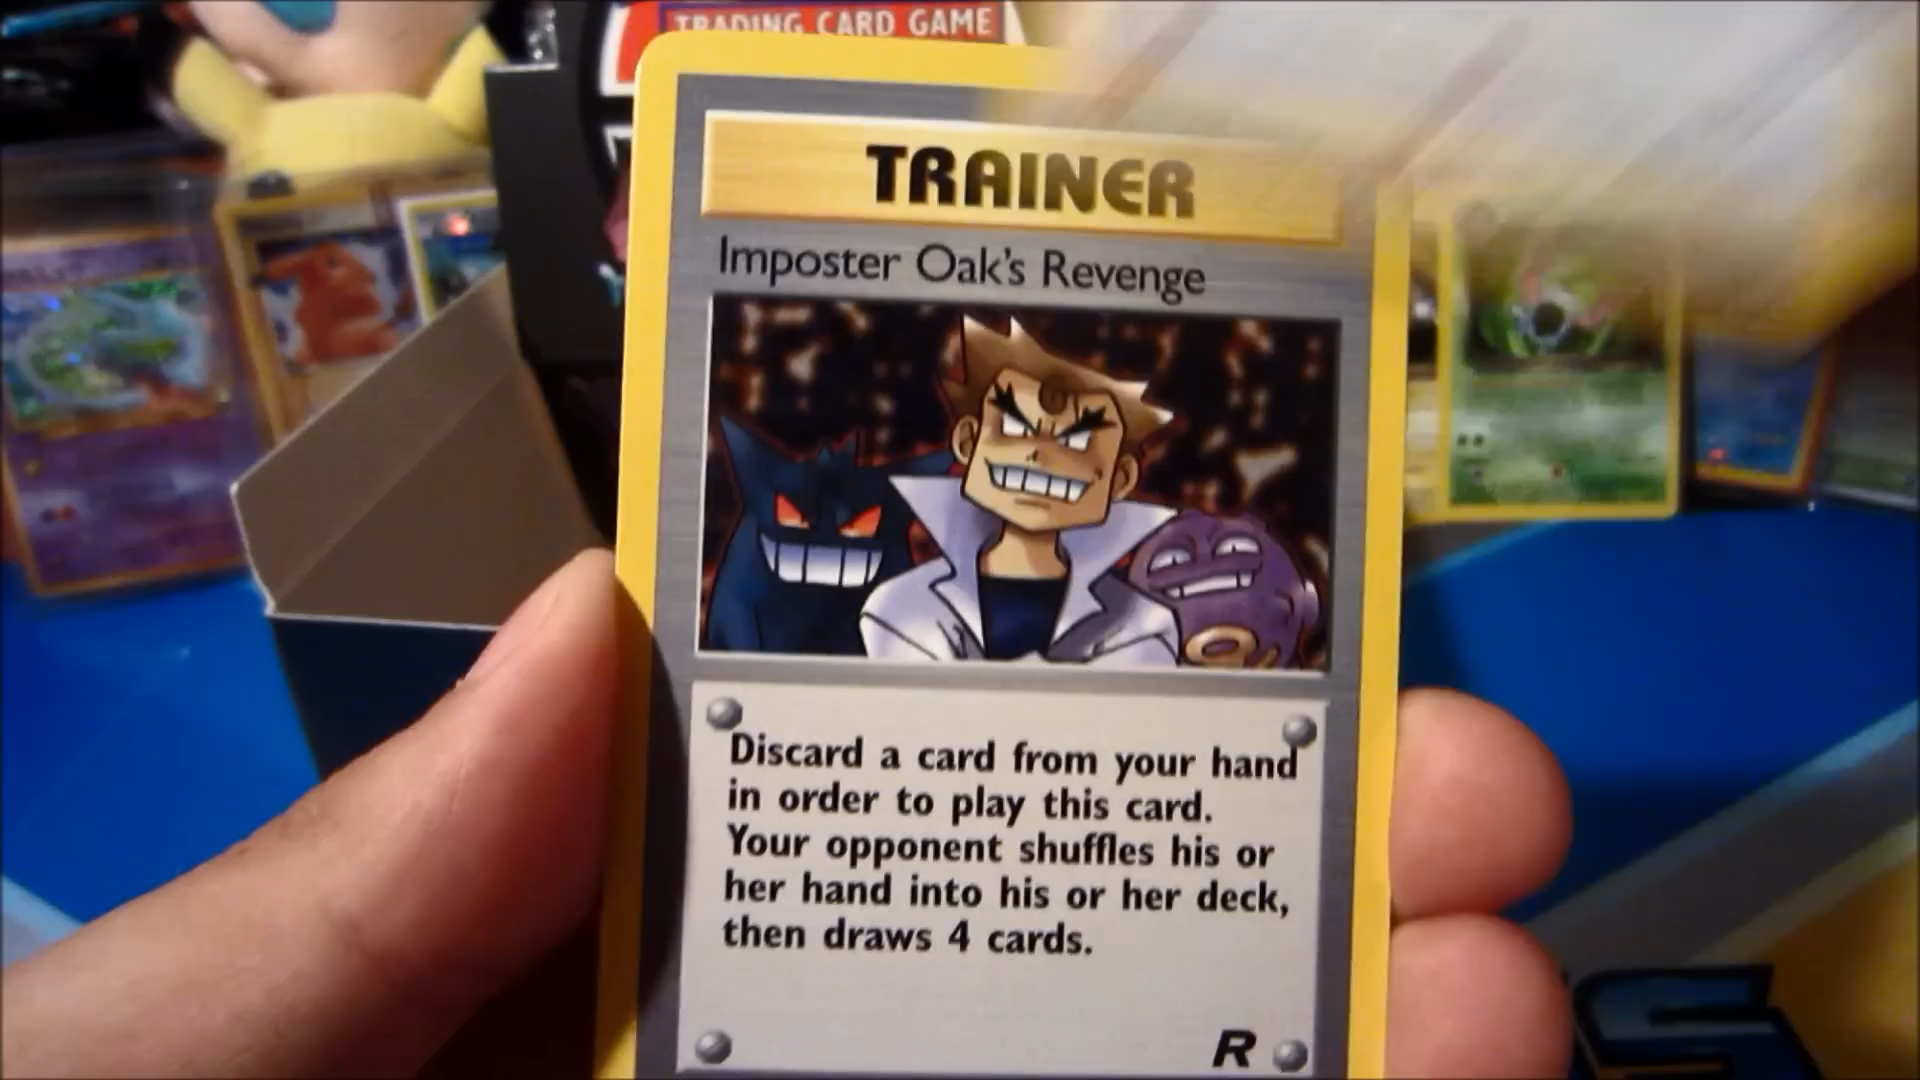 TRADING CARD GAME
TRAINER
Imposter Oak's Revenge
Discard a card from your hand
in order to play this card.
Your opponent shuffles his or
her hand into his or her deck,
then draws 4 cards.
R